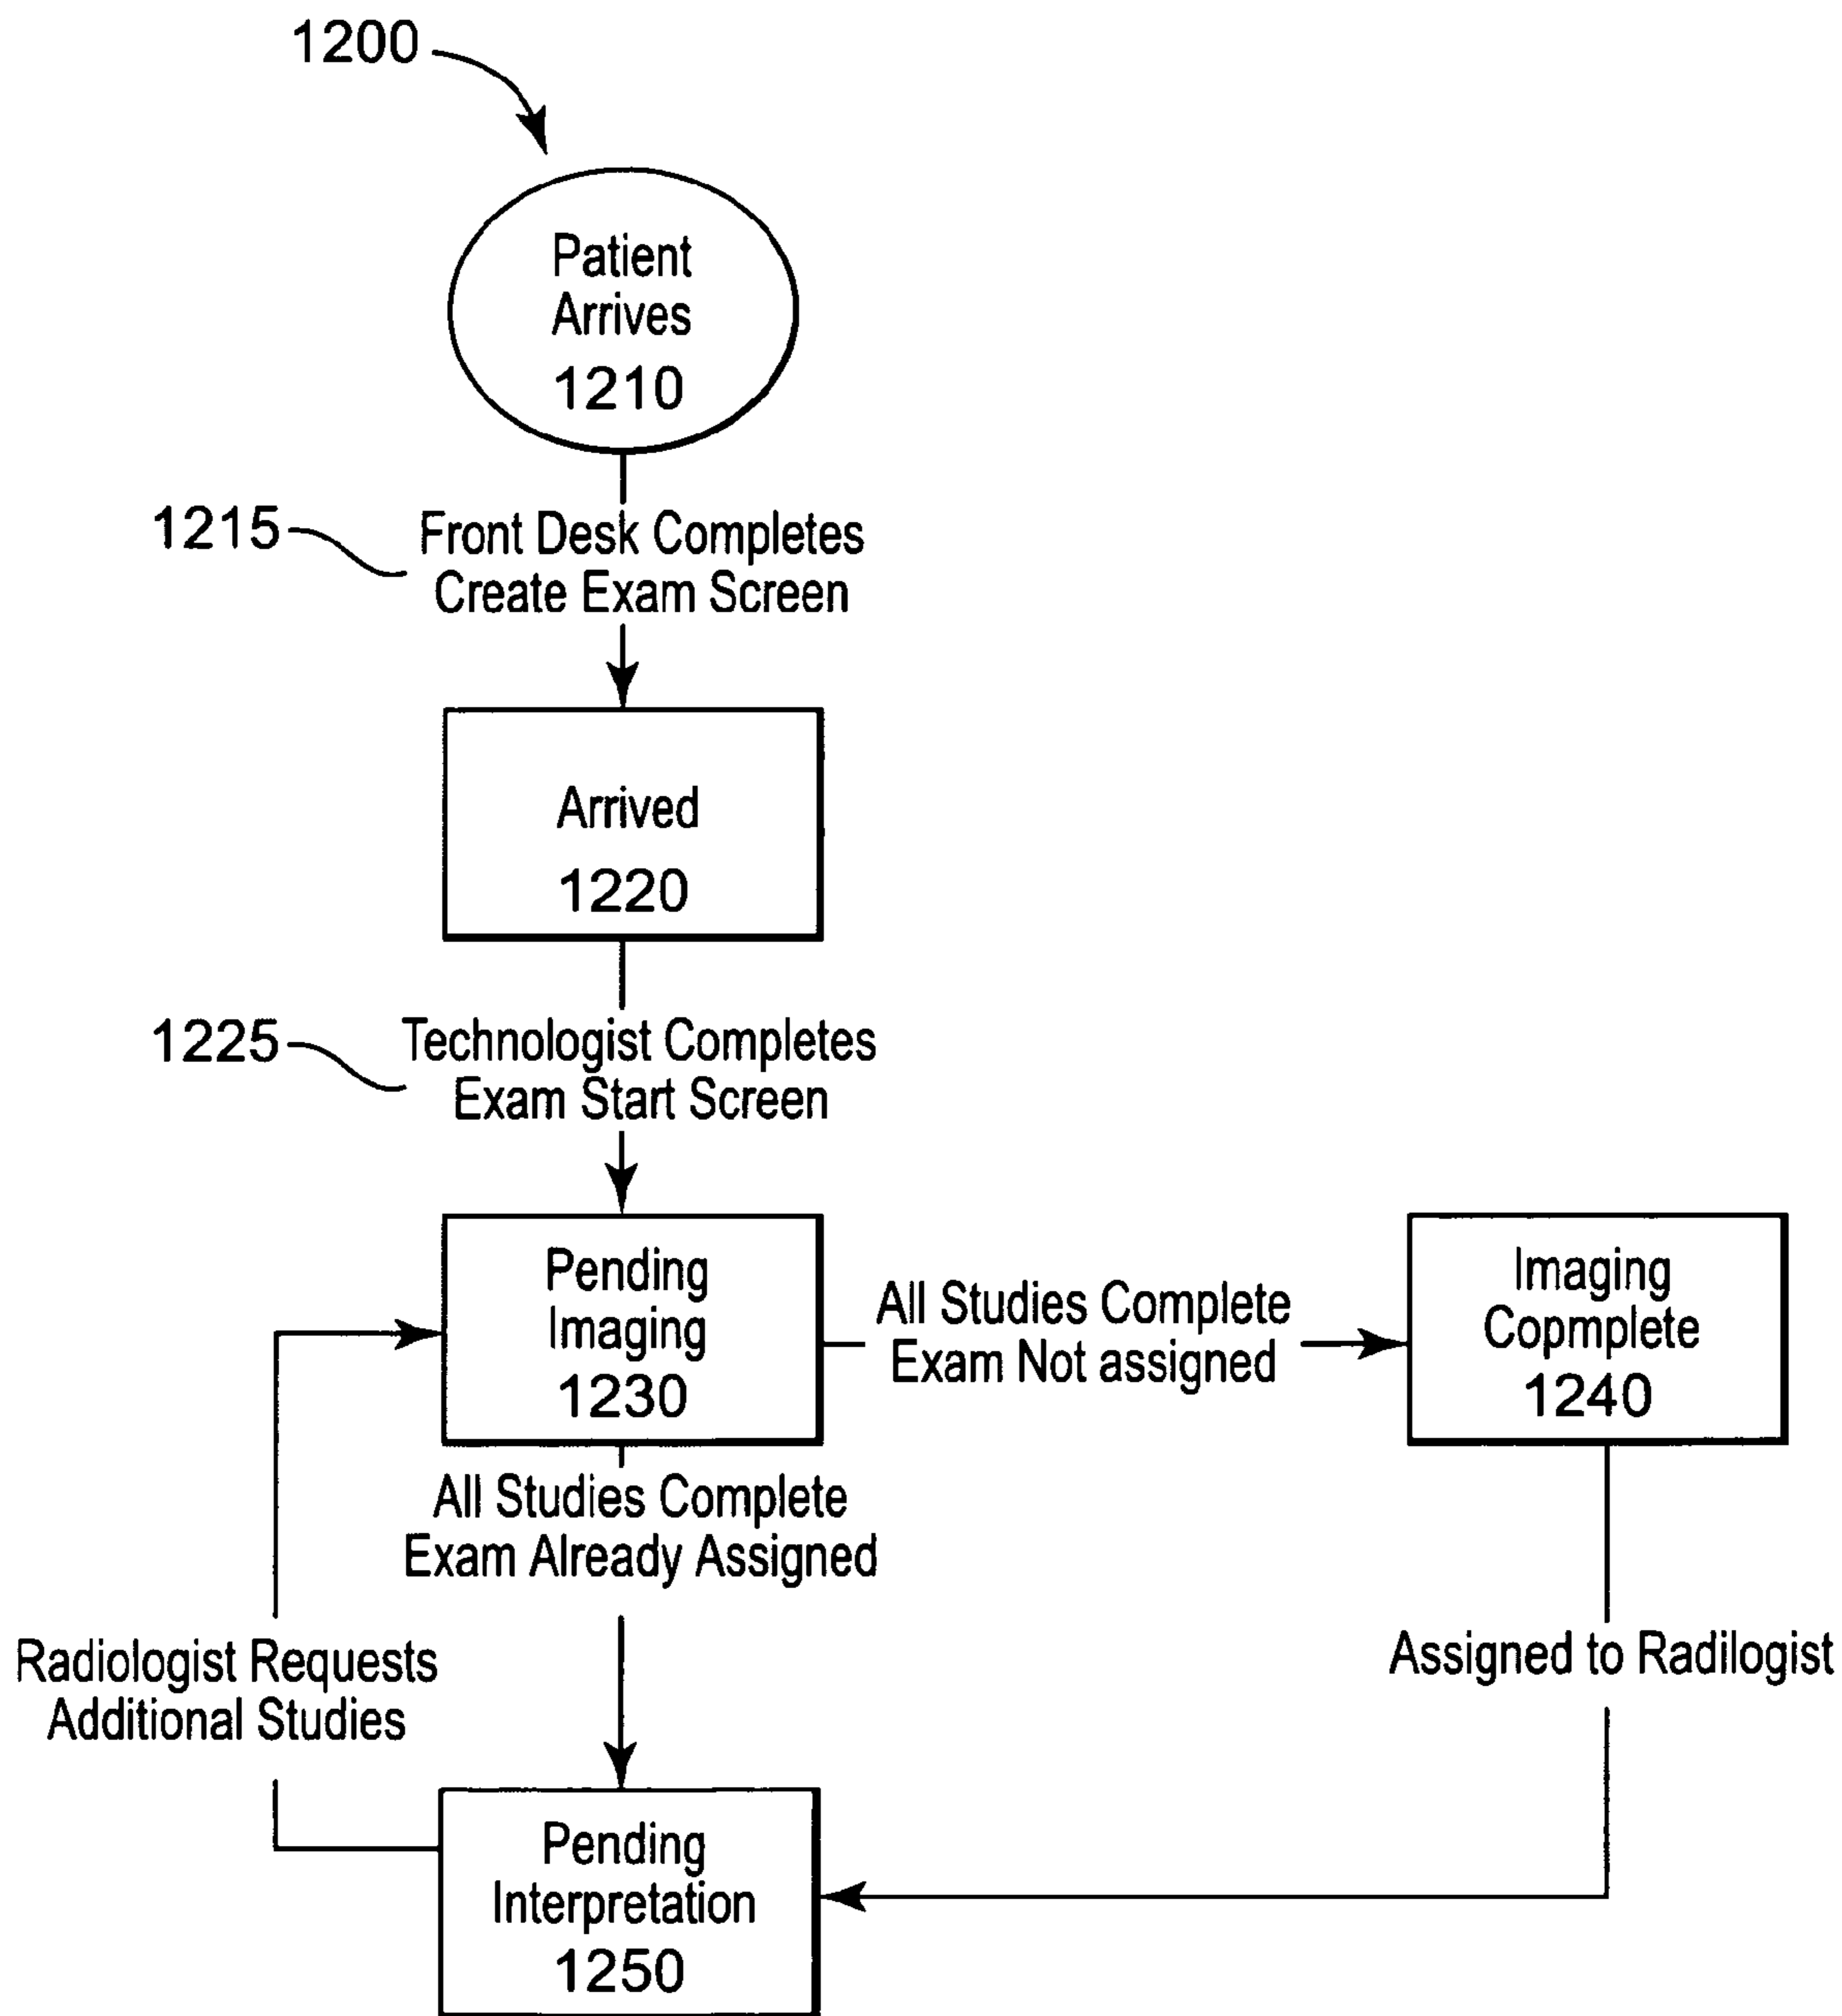 1200
Patient
Arrives
1210
1215
Front Desk Completes
Create Exam Screen
Arrived
1220
1225
Technologist Completes
Exam Start Screen
Pending
Imaging
1230
All Studies Complete
Exam Not assigned
Imaging
Copmplete
1240
All Studies Complete
Exam Already Assigned
Radiologist Requests
Additional Studies
Assigned to Radilogist
Pending
Interpretation
1250